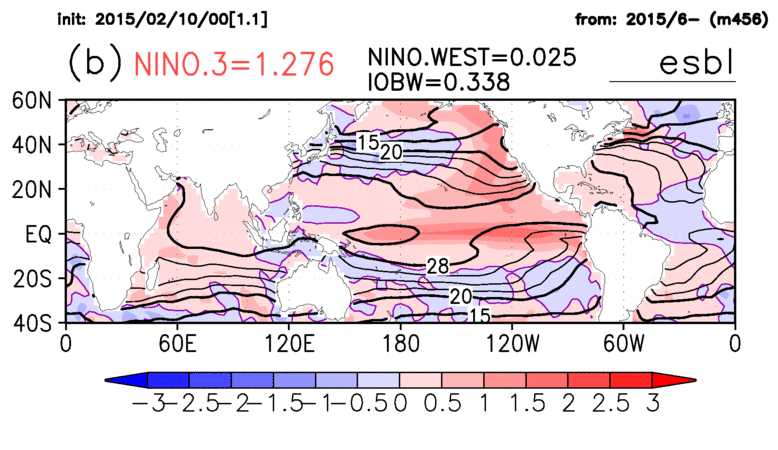 init: 2015/02/10/00[1.1]
from: 2015/6- (m456)
(b) NINO.3=1.276
NINO.WEST=0.025
IOBW=0.338
esbl
60N
40N
20N
EQ
20S
40S
15
20
28
20
15
0 60E 120E 180 120W 60W 0
-3 -2.5 -2 -1.5 -1 -0.5 0 0.5 1 1.5 2 2.5 3